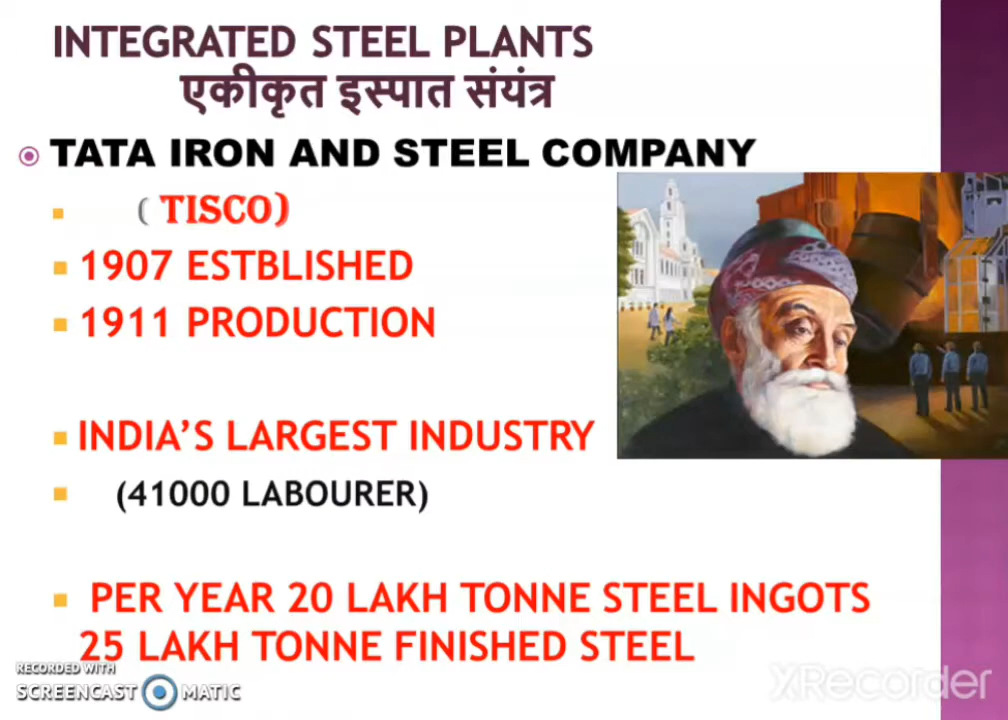 INTEGRATED STEEL PLANTS
एकीकृत इस्पात संयंत्र
TATA IRON AND STEEL COMPANY
( TISCO)
1907 ESTBLISHED
1911 PRODUCTION
INDIA'S LARGEST INDUSTRY
(41000 LABOURER)
PER YEAR 20 LAKH TONNE STEEL INGOTS
25 LAKH TONNE FINISHED STEEL
RECORDED WITH
SCREENCAST MATIC
XRecorder